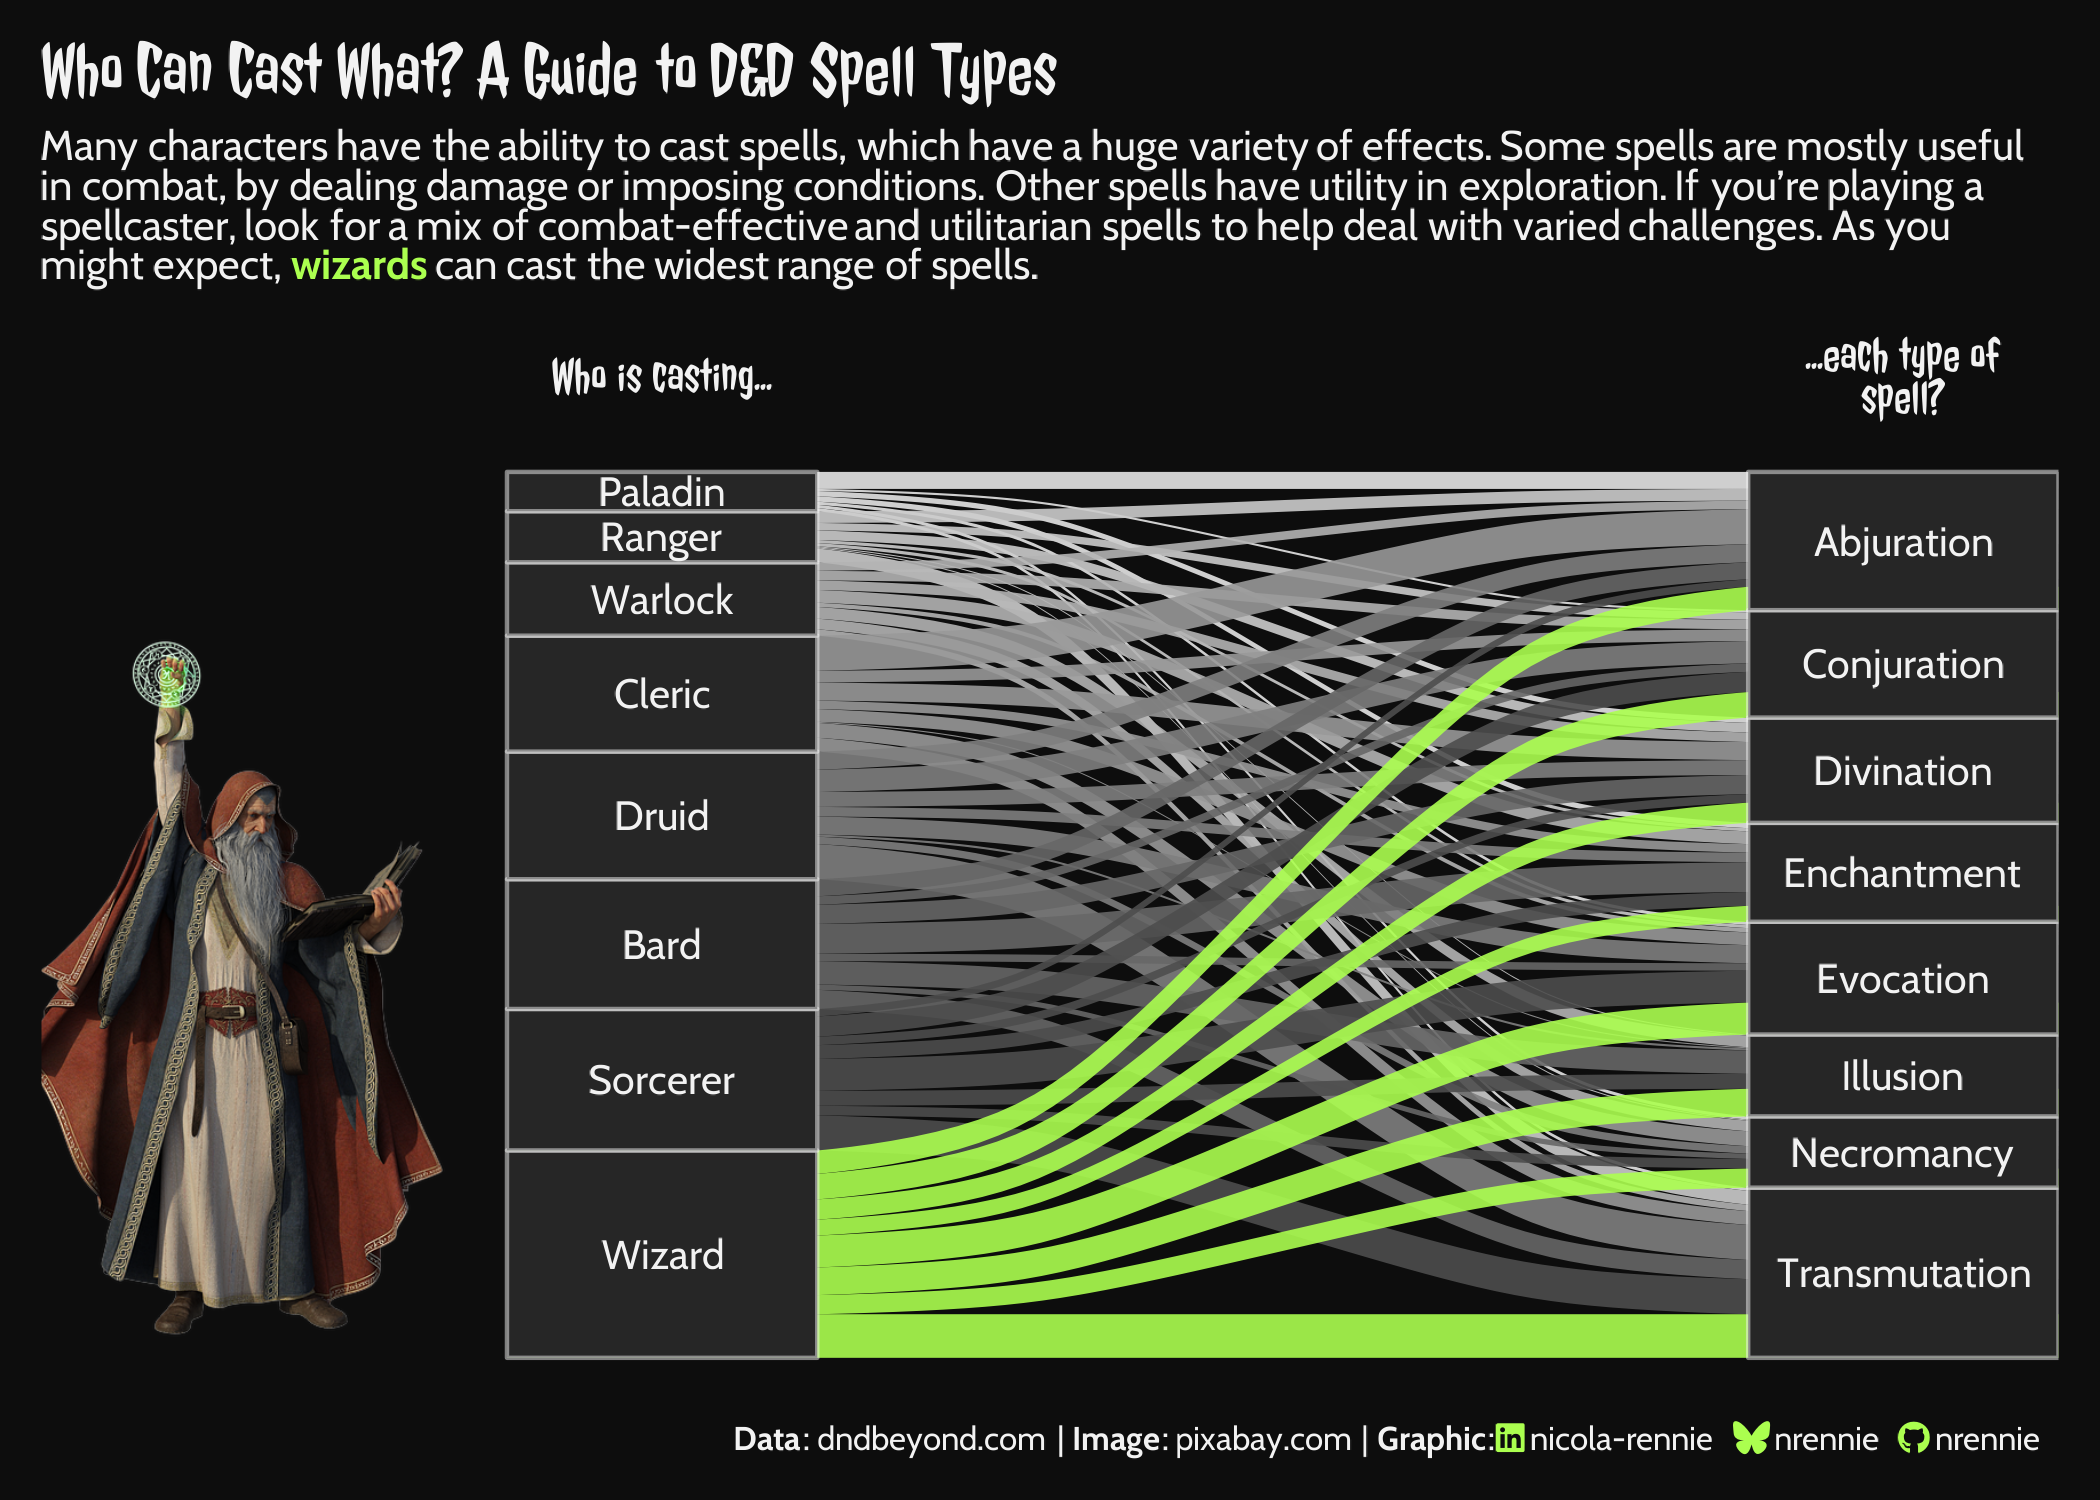 Who Can Cast What? A Guide to D&D Spell Types
Many characters have the ability to cast spells, which have a huge variety of effects. Some spells are mostly useful
in combat, by dealing damage or imposing conditions. Other spells have utility in exploration. If you’re playing a
spellcaster, look for a mix of combat-effective and utilitarian spells to help deal with varied challenges. As you
might expect, wizards can cast the widest range of spells.
Who is casting...
...each type of
spell?
Paladin
Ranger
Warlock
Cleric
Druid
Bard
Sorcerer
Wizard
Abjuration
Conjuration
Divination
Enchantment
Evocation
Illusion
Necromancy
Transmutation
Data: dndbeyond.com | Image: pixabay.com | Graphic: in nicola-rennie nrennie nrennie